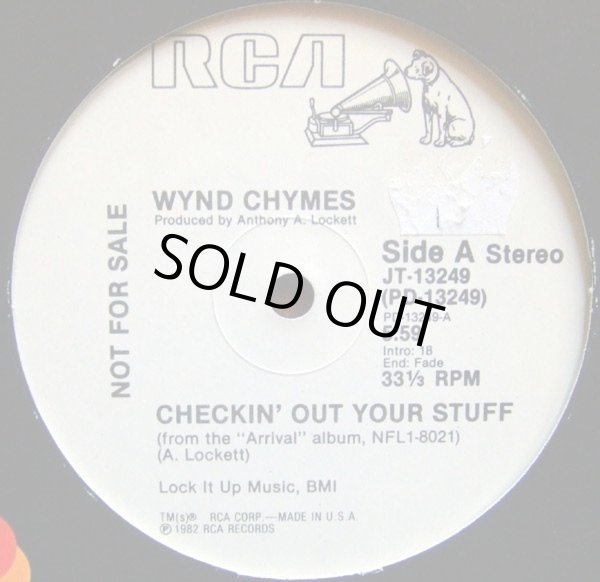 RCA
WYND CHYMES
Produced by Anthony A. Lockett
NOT FOR SALE
Side A Stereo
JT-13249
(PD-13249)
5:59
Intro: 18
End: Fade
33⅓ RPM
SOLD OUT
CHECKIN' OUT YOUR STUFF
(from the "Arrival" album, NFL1-8021)
(A. Lockett)
Lock It Up Music, BMI
TM(s)® RCA CORP.—MADE IN U.S.A.
℗ 1982 RCA RECORDS